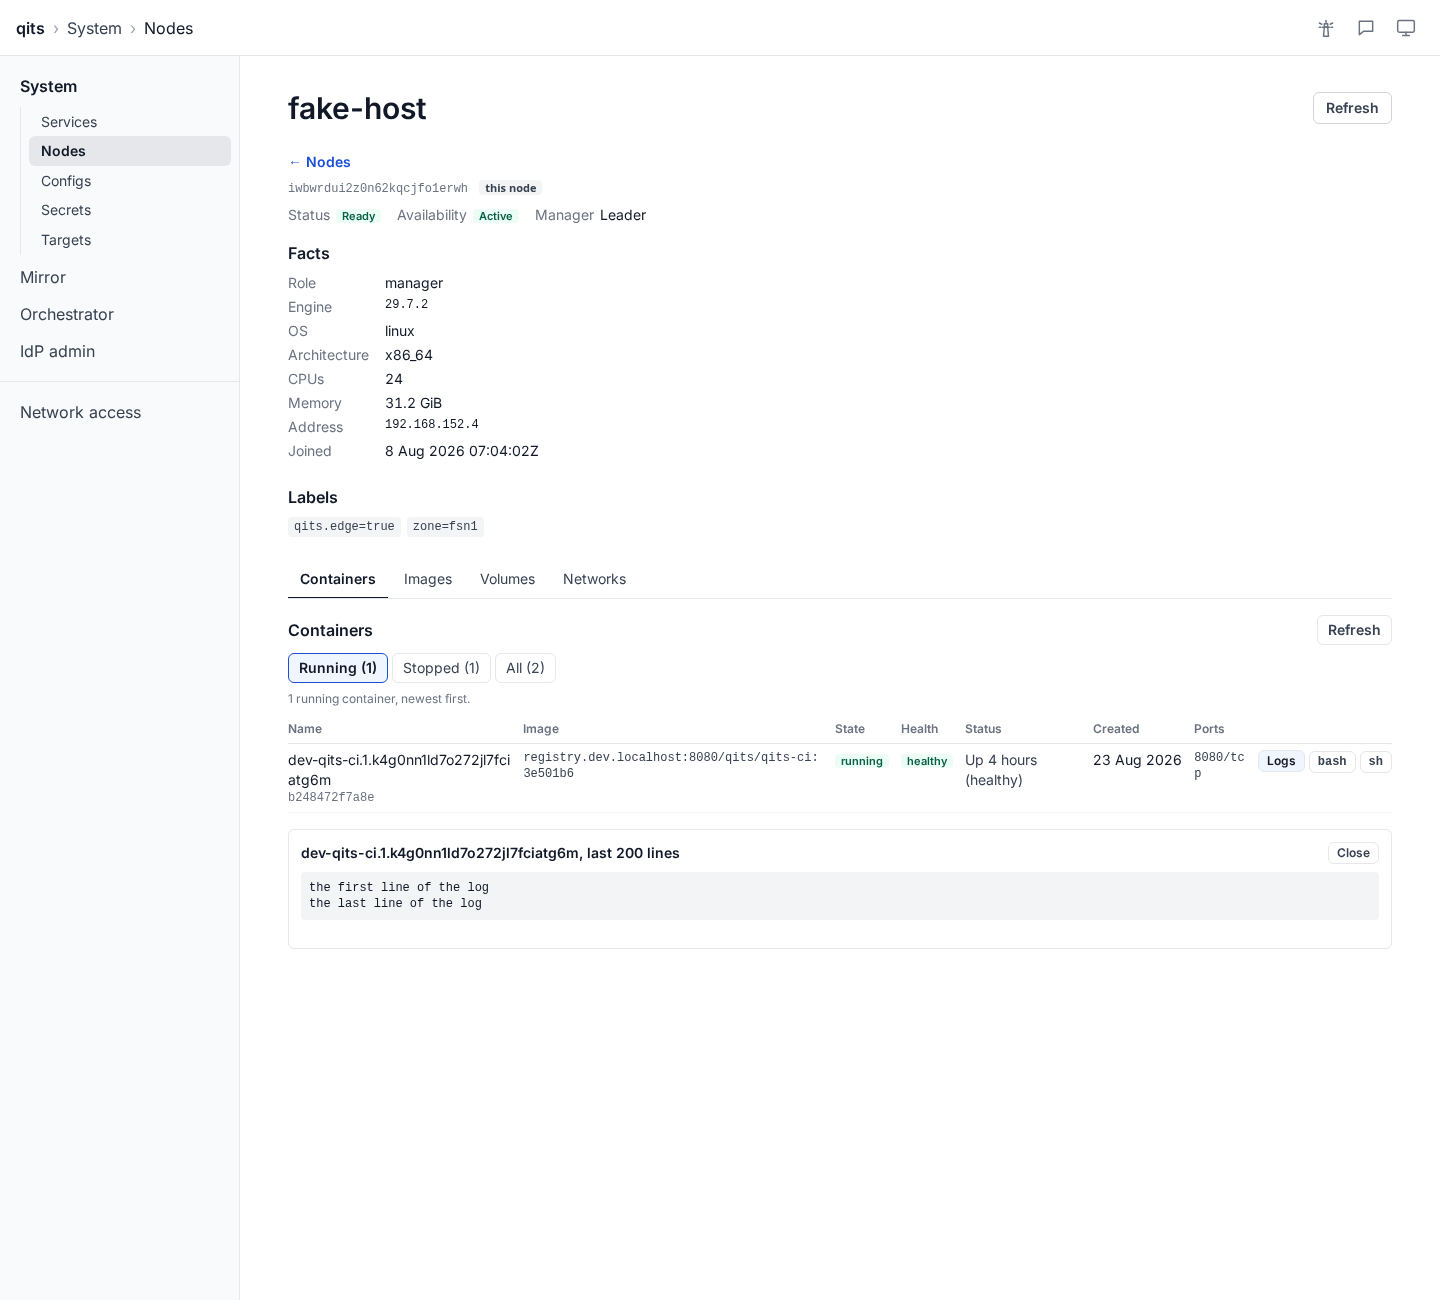 qits › System › Nodes
System
Services
Nodes
Configs
Secrets
Targets
Mirror
Orchestrator
IdP admin
Network access
fake-host
Refresh
← Nodes
iwbwrdui2z0n62kqcjfo1erwh this node
Status Ready Availability Active Manager Leader
Facts
Role manager
Engine 29.7.2
OS linux
Architecture x86_64
CPUs 24
Memory 31.2 GiB
Address 192.168.152.4
Joined 8 Aug 2026 07:04:02Z
Labels
qits.edge=true zone=fsn1
Containers Images Volumes Networks
Containers
Refresh
Running (1) Stopped (1) All (2)
1 running container, newest first.
Name Image State Health Status Created Ports
dev-qits-ci.1.k4g0nn1ld7o272jl7fci registry.dev.localhost:8080/qits/qits-ci: running healthy Up 4 hours 23 Aug 2026 8080/tc Logs bash sh
atg6m 3e501b6 (healthy) p
b248472f7a8e
dev-qits-ci.1.k4g0nn1ld7o272jl7fciatg6m, last 200 lines
Close
the first line of the log
the last line of the log